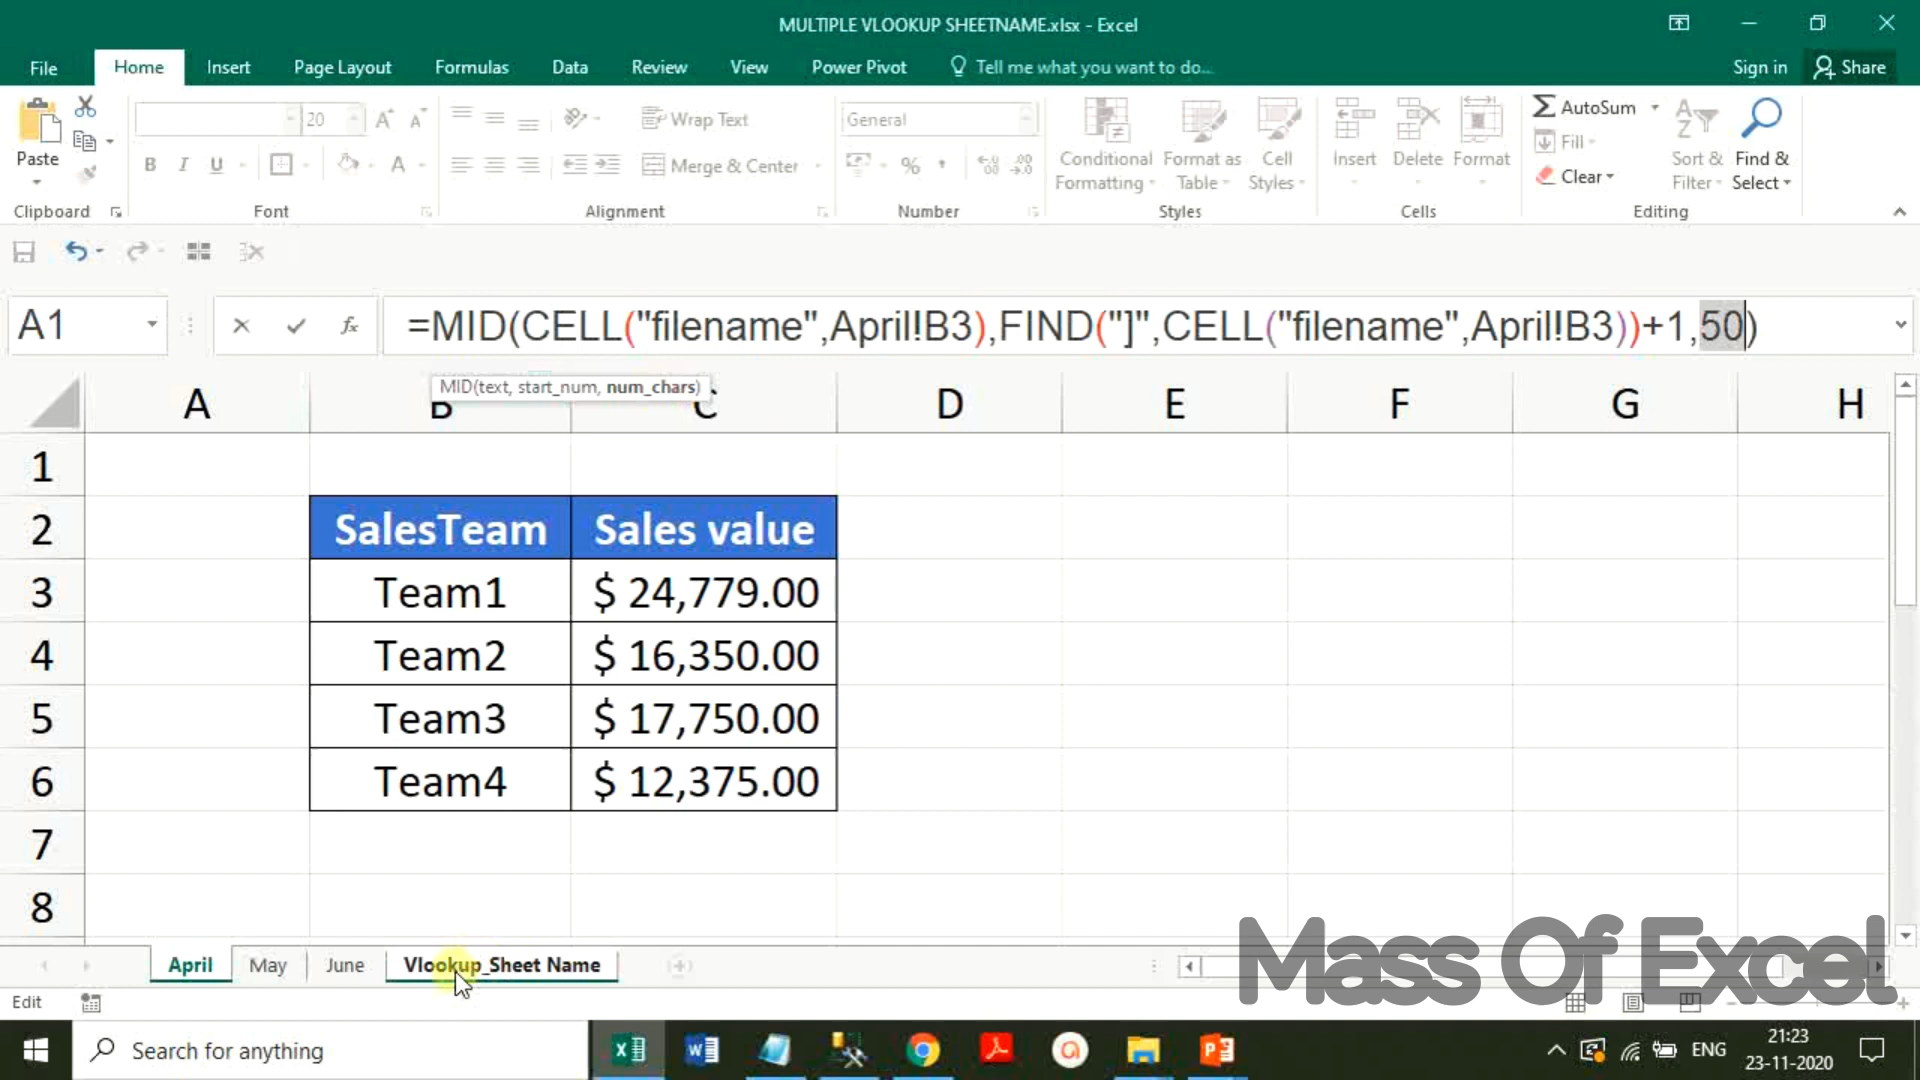 MULTIPLE VLOOKUP SHEETNAME.xlsx - Excel
File Home Insert Page Layout Formulas Data Review View Power Pivot Tell me what you want to do... Sign in Share
Paste
Clipboard
20
B I U
A
Font
Wrap Text
Merge & Center
Alignment
General
%
Number
Conditional Formatting
Format as Table
Cell Styles
Styles
Insert Delete Format
Cells
AutoSum
Fill
Clear
Sort & Filter
Find & Select
Editing
A1
fx
=MID(CELL("filename",April!B3),FIND("]",CELL("filename",April!B3))+1,50)
MID(text, start_num, num_chars)
A B C D E F G H
1
2 SalesTeam Sales value
3 Team1 $ 24,779.00
4 Team2 $ 16,350.00
5 Team3 $ 17,750.00
6 Team4 $ 12,375.00
7
8
April May June Vlookup_Sheet Name
Mass Of Excel
Edit
Search for anything
ENG
21:23
23-11-2020